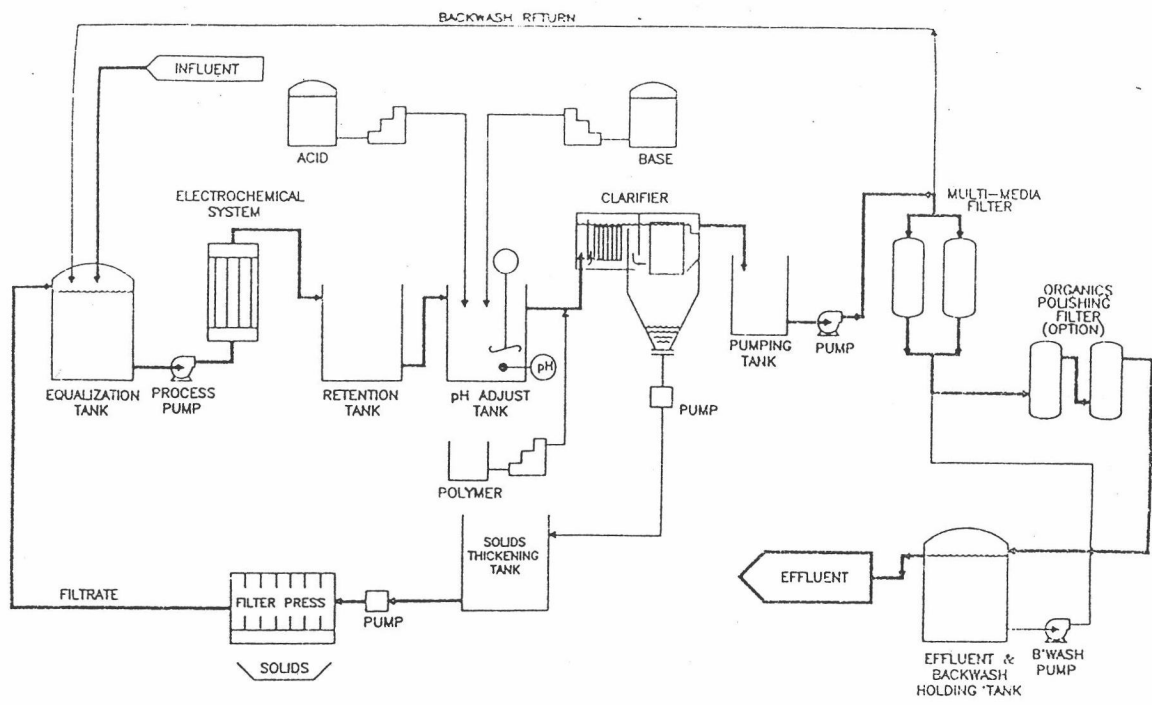 BACKWASH RETURN
INFLUENT
ACID
BASE
ELECTROCHEMICAL
SYSTEM
CLARIFIER
MULTI-MEDIA
FILTER
ORGANICS
POLISHING
FILTER
(OPTION)
EQUALIZATION
TANK
PROCESS
PUMP
RETENTION
TANK
pH ADJUST
TANK
pH
PUMPING
TANK
PUMP
PUMP
POLYMER
SOLIDS
THICKENING
TANK
EFFLUENT
FILTRATE
FILTER PRESS
PUMP
SOLIDS
EFFLUENT &
BACKWASH
HOLDING TANK
B'WASH
PUMP